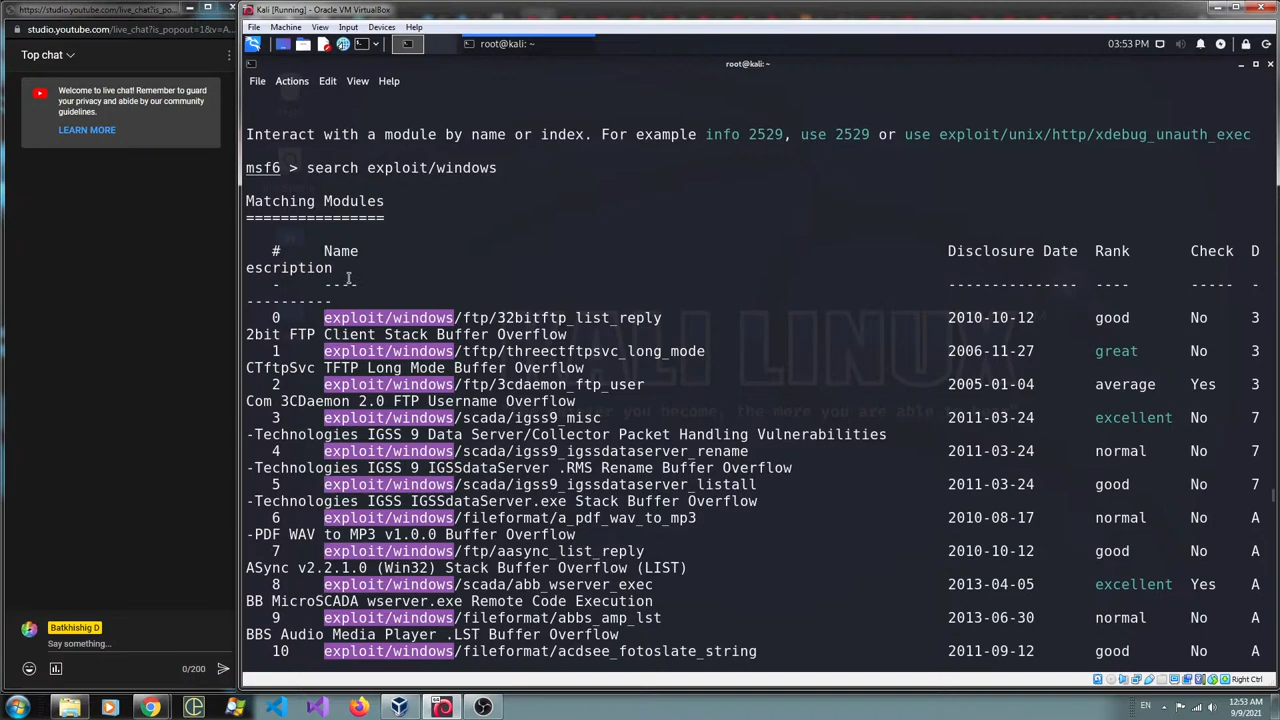 https://studio.youtube.com/live_chat?is_popout=1&v=A...
studio.youtube.com/live_chat?is_popout=1&v=A...
Top chat
Welcome to live chat! Remember to guard
your privacy and abide by our community
guidelines.
LEARN MORE
Batkhishig D
Say something...
0/200
Kali [Running] - Oracle VM VirtualBox
File Machine View Input Devices Help
root@kali: ~
03:53 PM
root@kali: ~
File Actions Edit View Help
Interact with a module by name or index. For example info 2529, use 2529 or use exploit/unix/http/xdebug_unauth_exec
msf6 > search exploit/windows
Matching Modules
================
# Name Disclosure Date Rank Check D
escription
- ---- --------------- ---- ----- -
----------
0 exploit/windows/ftp/32bitftp_list_reply 2010-10-12 good No 3
2bit FTP Client Stack Buffer Overflow
1 exploit/windows/tftp/threectftpsvc_long_mode 2006-11-27 great No 3
CTftpSvc TFTP Long Mode Buffer Overflow
2 exploit/windows/ftp/3cdaemon_ftp_user 2005-01-04 average Yes 3
Com 3CDaemon 2.0 FTP Username Overflow
3 exploit/windows/scada/igss9_misc 2011-03-24 excellent No 7
-Technologies IGSS 9 Data Server/Collector Packet Handling Vulnerabilities
4 exploit/windows/scada/igss9_igssdataserver_rename 2011-03-24 normal No 7
-Technologies IGSS 9 IGSSdataServer .RMS Rename Buffer Overflow
5 exploit/windows/scada/igss9_igssdataserver_listall 2011-03-24 good No 7
-Technologies IGSS IGSSdataServer.exe Stack Buffer Overflow
6 exploit/windows/fileformat/a_pdf_wav_to_mp3 2010-08-17 normal No A
-PDF WAV to MP3 v1.0.0 Buffer Overflow
7 exploit/windows/ftp/aasync_list_reply 2010-10-12 good No A
ASync v2.2.1.0 (Win32) Stack Buffer Overflow (LIST)
8 exploit/windows/scada/abb_wserver_exec 2013-04-05 excellent Yes A
BB MicroSCADA wserver.exe Remote Code Execution
9 exploit/windows/fileformat/abbs_amp_lst 2013-06-30 normal No A
BBS Audio Media Player .LST Buffer Overflow
10 exploit/windows/fileformat/acdsee_fotoslate_string 2011-09-12 good No A
KALI LINUX
you become, the more you are able
Right Ctrl
EN
12:53 AM
9/9/2021